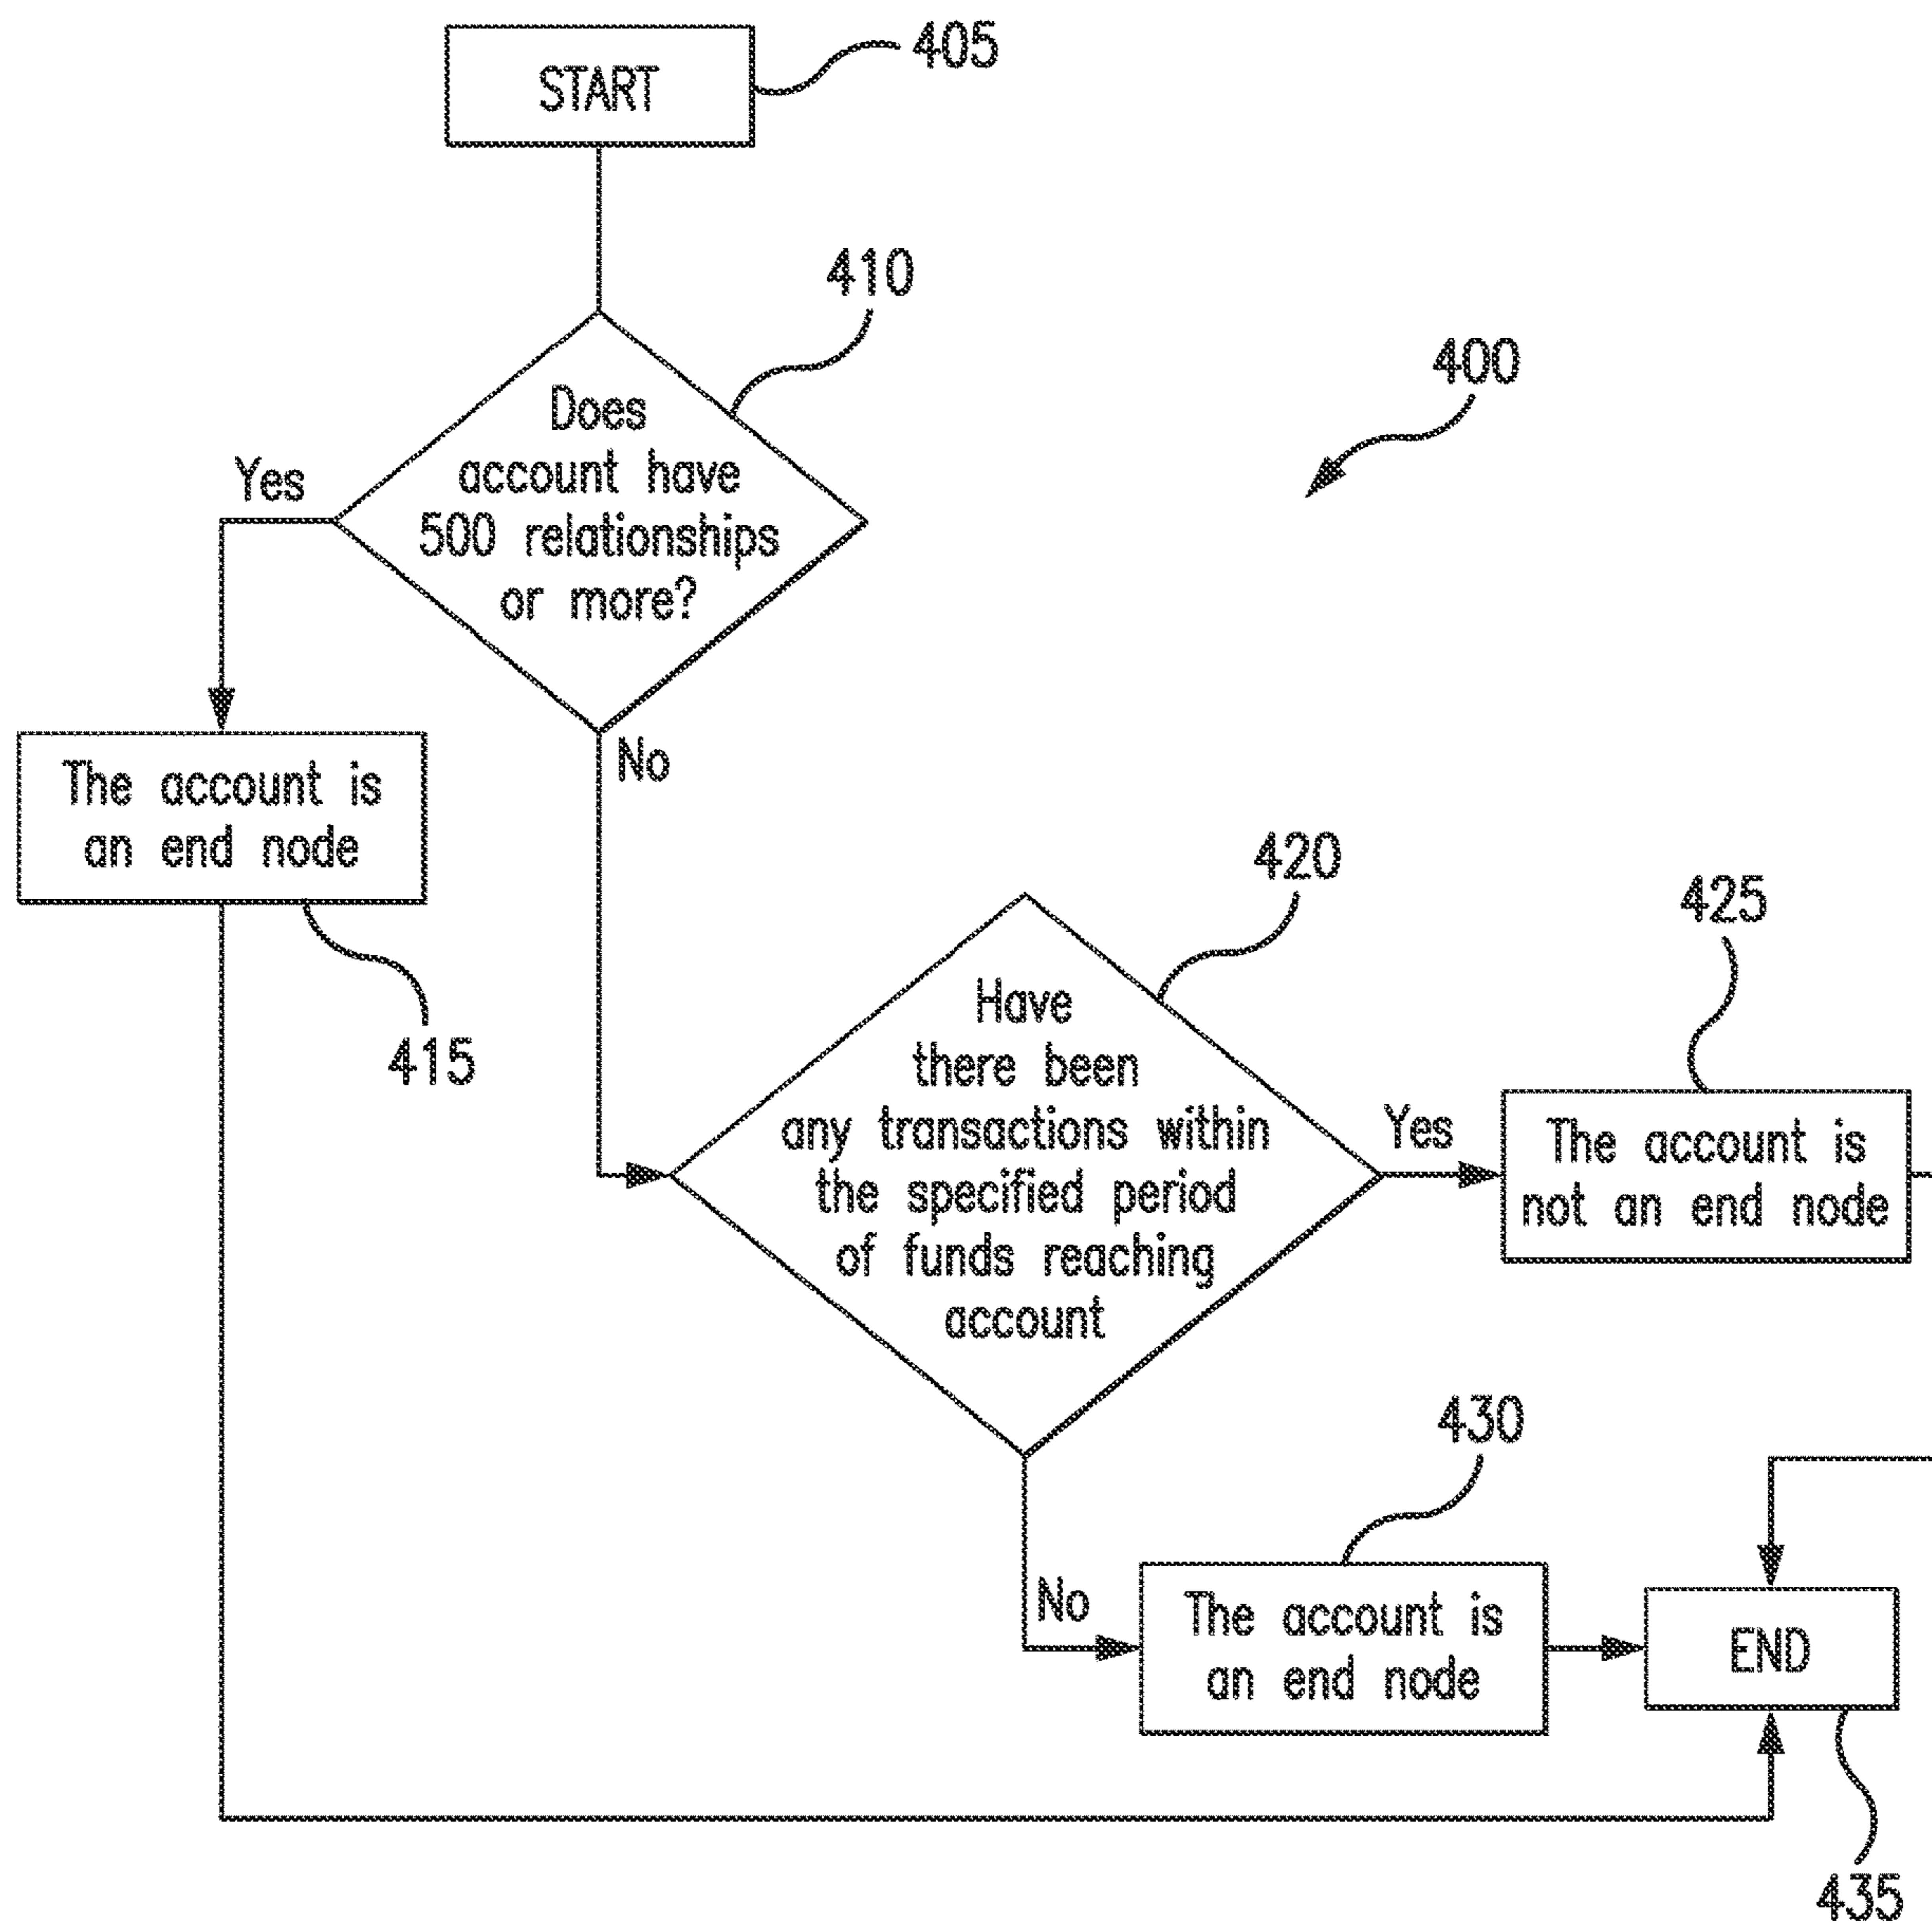 START
405
410
Does
account have
500 relationships
or more?
Yes
No
400
The account is
an end node
415
420
Have
there been
any transactions within
the specified period
of funds reaching
account
Yes
425
The account is
not an end node
No
430
The account is
an end node
END
435